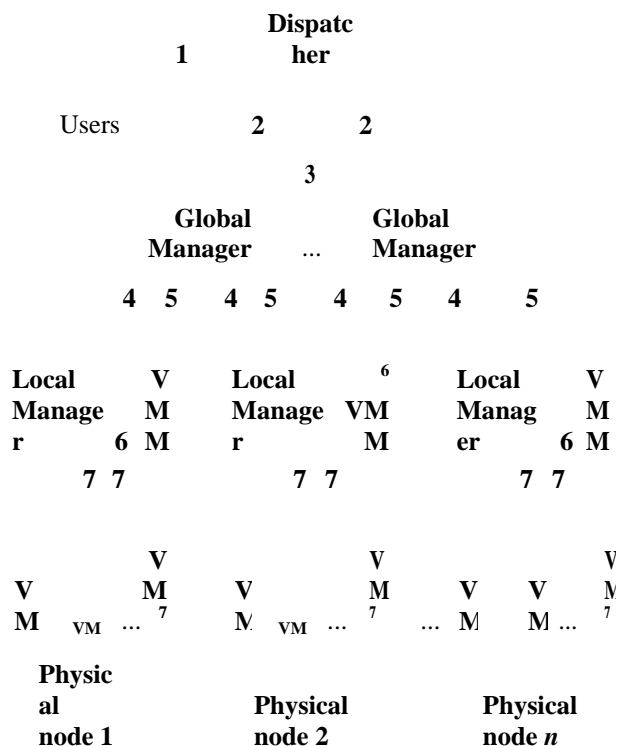 Dispatc
1 her
Users 2 2
3
Global Global
Manager ... Manager
4 5 4 5 4 5 4 5
Local V Local 6 Local V
Manage M Manage VM Manag M
r 6 M r M er 6 M
7 7 7 7 7 7
V V V
V M V M V V M
M VM ... 7 M VM ... 7 ... M M ... 7
Physic
al Physical Physical
node 1 node 2 node n